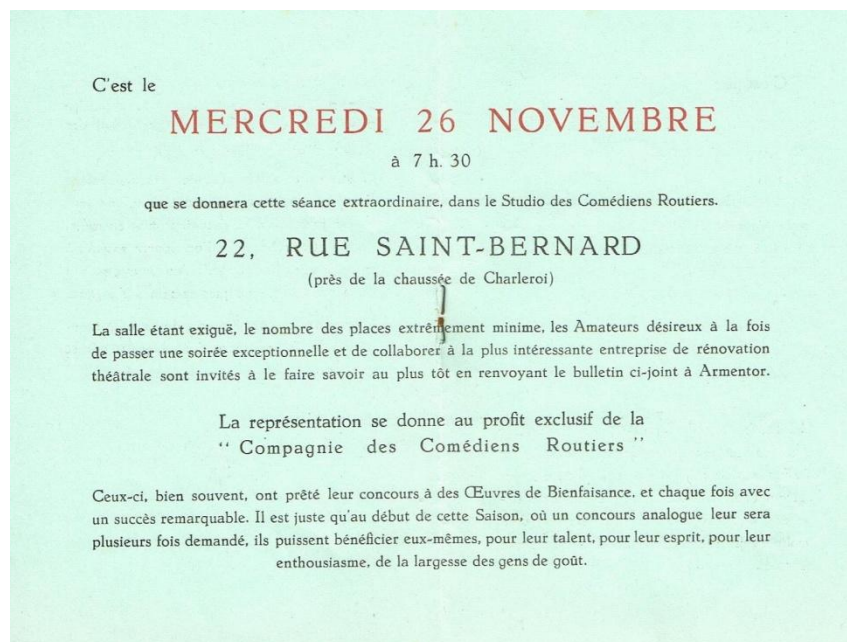 C'est le
MERCREDI 26 NOVEMBRE
à 7 h. 30
que se donnera cette séance extraordinaire, dans le Studio des Comédiens Routiers.
22, RUE SAINT-BERNARD
(près de la chaussée de Charleroi)
La salle étant exiguë, le nombre des places extrêmement minime, les Amateurs désireux à la fois
de passer une soirée exceptionnelle et de collaborer à la plus intéressante entreprise de rénovation
théâtrale sont invités à le faire savoir au plus tôt en renvoyant le bulletin ci-joint à Armentor.
La représentation se donne au profit exclusif de la
" Compagnie des Comédiens Routiers "
Ceux-ci, bien souvent, ont prêté leur concours à des Œuvres de Bienfaisance, et chaque fois avec
un succès remarquable. Il est juste qu'au début de cette Saison, où un concours analogue leur sera
plusieurs fois demandé, ils puissent bénéficier eux-mêmes, pour leur talent, pour leur esprit, pour leur
enthousiasme, de la largesse des gens de goût.